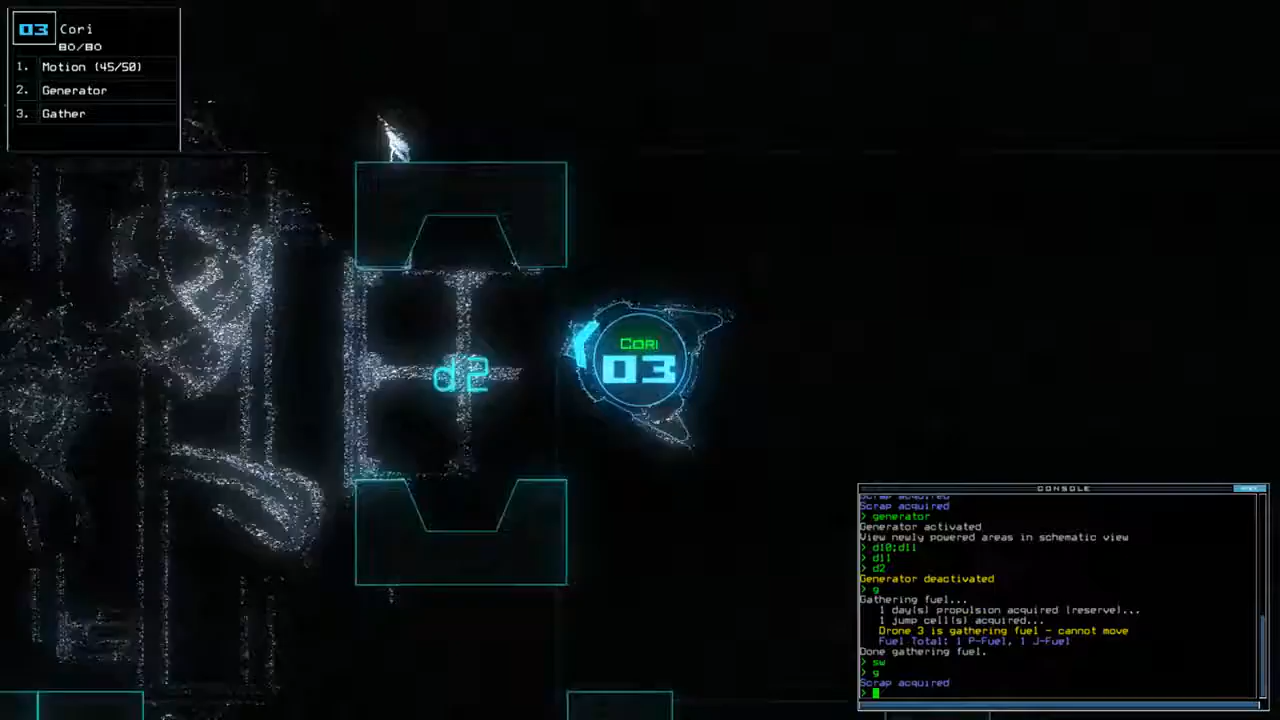 03 Cori
80/80
1. Motion (45/50)
2. Generator
3. Gather
d2
Cori
03
CONSOLE
Scrap acquired
Scrap acquired
> generator
Generator activated
View newly powered areas in schematic view
> d10;d11
> d11
> d2
Generator deactivated
> g
Gathering fuel...
1 day(s) propulsion acquired (reserve)...
1 jump cell(s) acquired...
Drone 3 is gathering fuel - cannot move
Fuel Total: 1 P-Fuel, 1 J-Fuel
Done gathering fuel.
> sw
> g
Scrap acquired
>